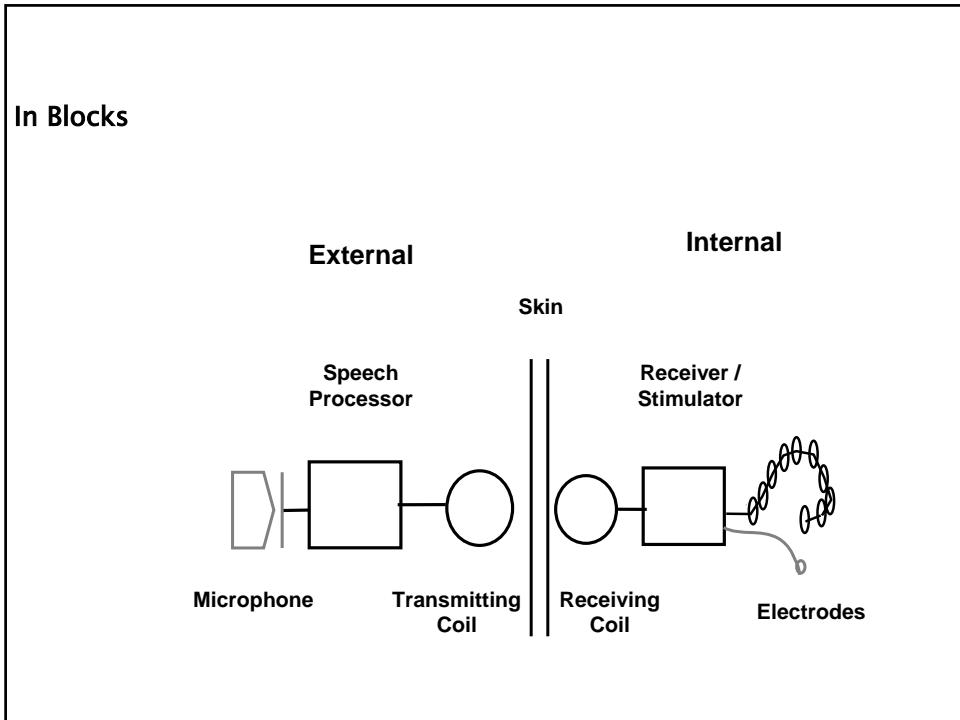 In Blocks
External
Internal
Skin
Speech
Processor
Receiver /
Stimulator
Microphone
Transmitting
Coil
Receiving
Coil
Electrodes